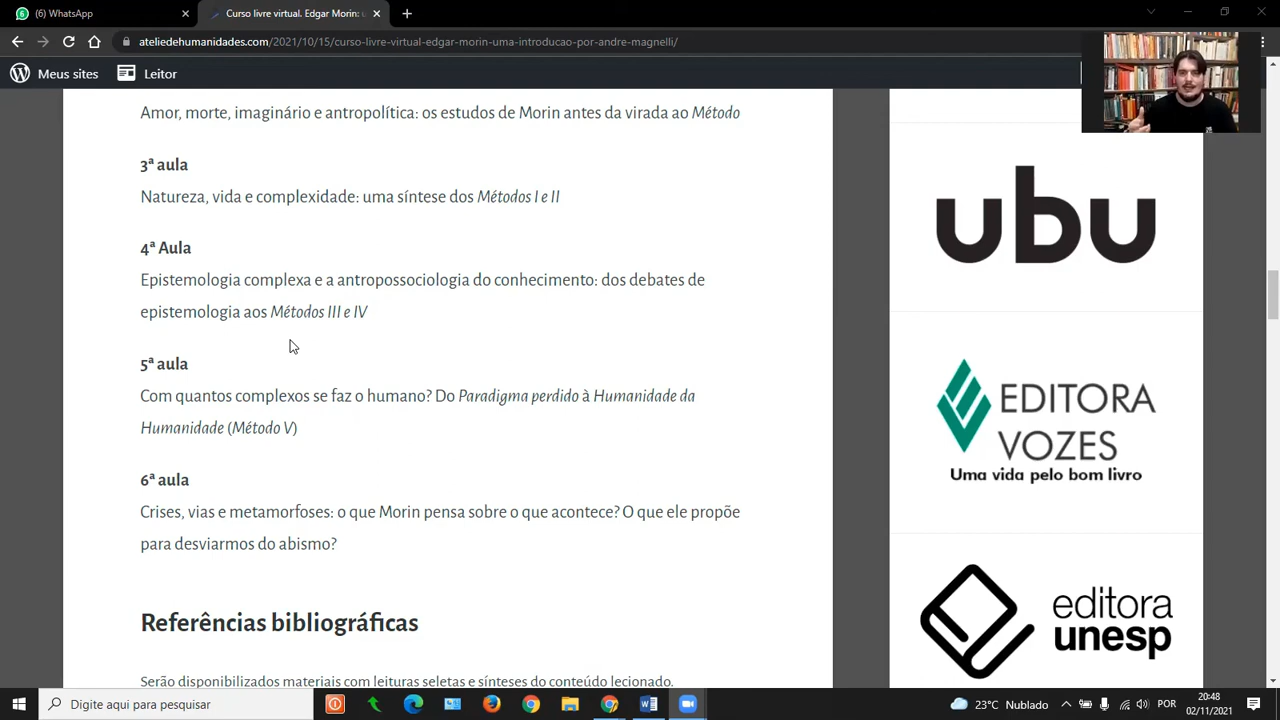 (6) WhatsApp
Curso livre virtual. Edgar Morin: u
ateliedehumanidades.com/2021/10/15/curso-livre-virtual-edgar-morin-uma-introducao-por-andre-magnelli/
Meus sites
Leitor
Amor, morte, imaginário e antropolítica: os estudos de Morin antes da virada ao Método
3ª aula
Natureza, vida e complexidade: uma síntese dos Métodos I e II
4ª Aula
Epistemologia complexa e a antropossociologia do conhecimento: dos debates de
epistemologia aos Métodos III e IV
5ª aula
Com quantos complexos se faz o humano? Do Paradigma perdido à Humanidade da
Humanidade (Método V)
6ª aula
Crises, vias e metamorfoses: o que Morin pensa sobre o que acontece? O que ele propõe
para desviarmos do abismo?
Referências bibliográficas
Serão disponibilizados materiais com leituras seletas e sínteses do conteúdo lecionado.
ubu
EDITORA
VOZES
Uma vida pelo bom livro
editora
unesp
Digite aqui para pesquisar
23°C Nublado
POR
20:48
02/11/2021